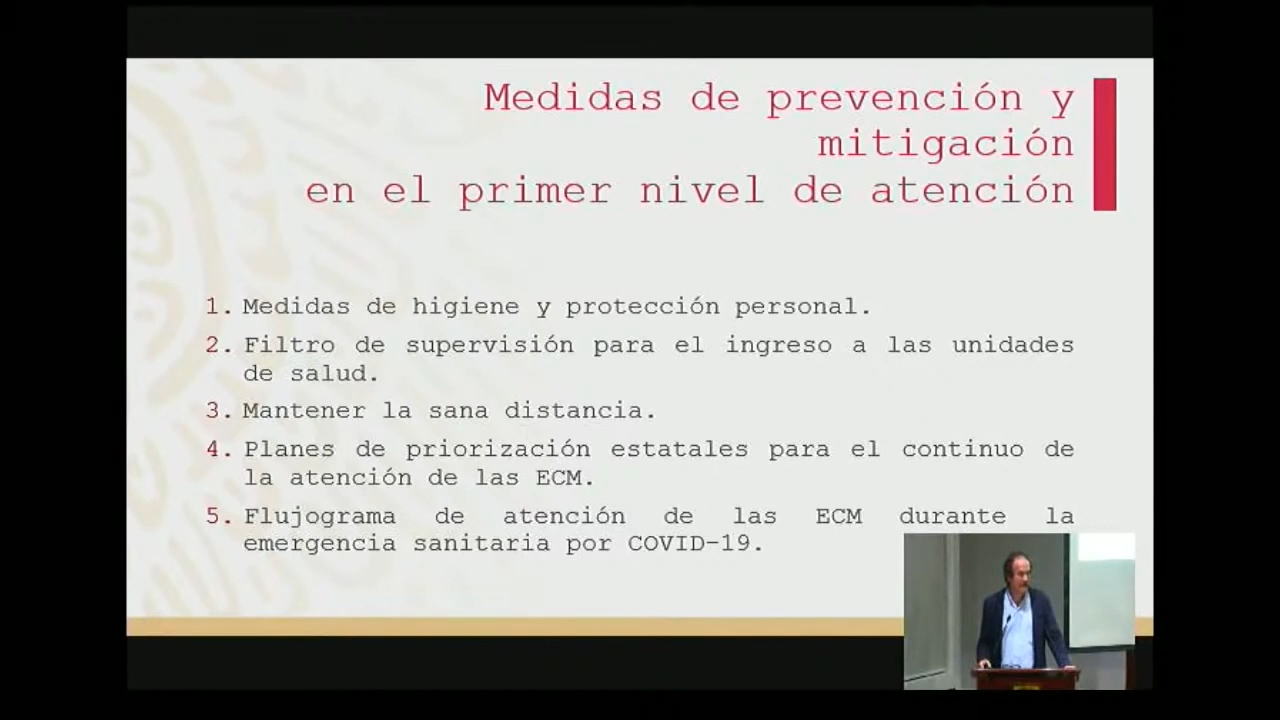 Medidas de prevención y
mitigación
en el primer nivel de atención
1. Medidas de higiene y protección personal.
2. Filtro de supervisión para el ingreso a las unidades
de salud.
3. Mantener la sana distancia.
4. Planes de priorización estatales para el continuo de
la atención de las ECM.
5. Flujograma de atención de las ECM durante la
emergencia sanitaria por COVID-19.